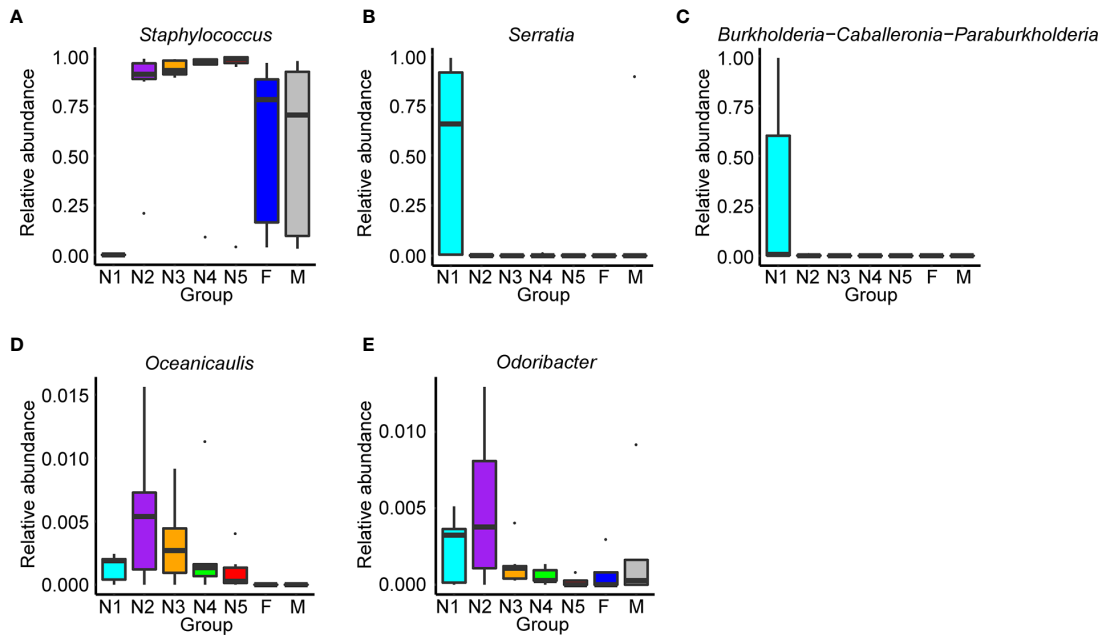 A
Staphylococcus
Relative abundance
1.00
0.75
0.50
0.25
0.00
N1 N2 N3 N4 N5 F M
Group
B
Serratia
Relative abundance
1.00
0.75
0.50
0.25
0.00
N1 N2 N3 N4 N5 F M
Group
C
Burkholderia−Caballeronia−Paraburkholderia
Relative abundance
1.00
0.75
0.50
0.25
0.00
N1 N2 N3 N4 N5 F M
Group
D
Oceanicaulis
Relative abundance
0.015
0.010
0.005
0.000
N1 N2 N3 N4 N5 F M
Group
E
Odoribacter
Relative abundance
0.010
0.005
0.000
N1 N2 N3 N4 N5 F M
Group